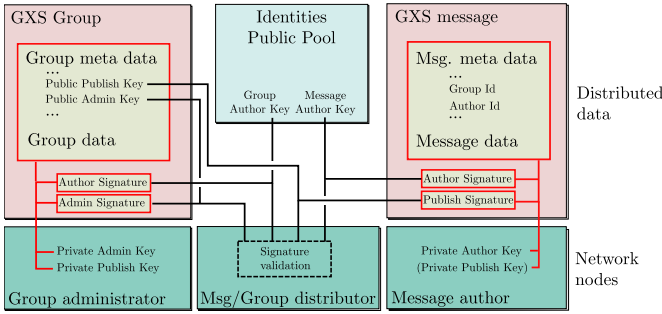 GXS Group
Group meta data
...
Public Publish Key
Public Admin Key
...
Group data
Author Signature
Admin Signature
Identities
Public Pool
Group
Author Key
Message
Author Key
GXS message
Msg. meta data
...
Group Id
Author Id
...
Message data
Author Signature
Publish Signature
Distributed
data
Private Admin Key
Private Publish Key
Group administrator
Signature
validation
Msg/Group distributor
Private Author Key
(Private Publish Key)
Message author
Network
nodes